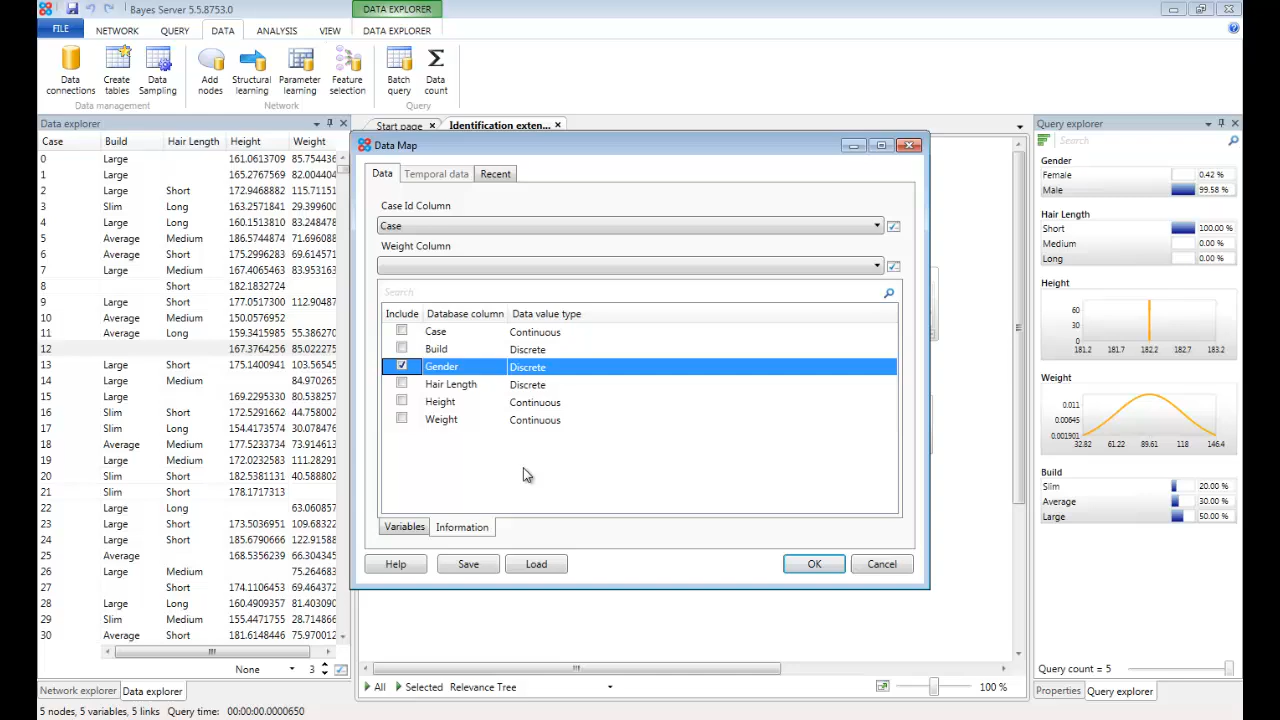 Bayes Server 5.5.8753.0
DATA EXPLORER
FILE NETWORK QUERY DATA ANALYSIS VIEW DATA EXPLORER
Data connections
Create tables
Data Sampling
Add nodes
Structural learning
Parameter learning
Feature selection
Batch query
Data count
Data management
Network
Query
Data explorer
Case Build Hair Length Height Weight
0 Large 161.0613709 85.754436
1 Large 165.2767569 82.004404
2 Large Short 172.9468882 115.71151
3 Slim Long 163.2571841 29.399600
4 Large Long 160.1513810 83.248478
5 Average Medium 186.5744874 71.696088
6 Average Medium 175.2996283 69.614571
7 Large Medium 167.4065463 83.953163
8 Short 182.1832724
9 Large Short 177.0517300 112.90487
10 Average Medium 150.0576952
11 Average Long 159.3415985 55.386270
12 167.3764256 85.022275
13 Large Short 175.1400941 103.56545
14 Large Medium 84.970265
15 Large 169.2295330 80.538257
16 Slim Short 172.5291662 44.758002
17 Slim Long 154.4173574 30.078476
18 Average Medium 177.5233734 73.914613
19 Large Medium 172.0232583 111.28291
20 Slim Short 182.5381131 40.588802
21 Slim Short 178.1717313
22 Large Long 63.060857
23 Large Short 173.5036951 109.68322
24 Large Short 185.6790666 122.91588
25 Average 168.5356239 66.304345
26 Large Medium 75.264683
27 Short 174.1106453 69.464372
28 Large Long 160.4909357 81.403090
29 Slim Medium 155.4471755 38.637213
30 Average Short 181.6148446 75.970012
None 3
Network explorer Data explorer
5 nodes, 5 variables, 5 links Query time: 00:00:00.0000650
Start page
Identification exten...
Data Map
Data Temporal data Recent
Case Id Column
Case
Weight Column
Search
Include Database column Data value type
Case Continuous
Build Discrete
Gender Discrete
Hair Length Discrete
Height Continuous
Weight Continuous
Variables Information
Help Save Load OK Cancel
All Selected Relevance Tree
100 %
Query explorer
Search
Gender
Female 0.42 %
Male 99.58 %
Hair Length
Short 100.00 %
Medium 0.00 %
Long 0.00 %
Height
60
30
0
181.2 181.7 182.2 182.7 183.2
Weight
0.011
0.00645
0.001901
32.82 61.22 89.61 118 146.4
Build
Slim 20.00 %
Average 30.00 %
Large 50.00 %
Query count = 5
Properties Query explorer